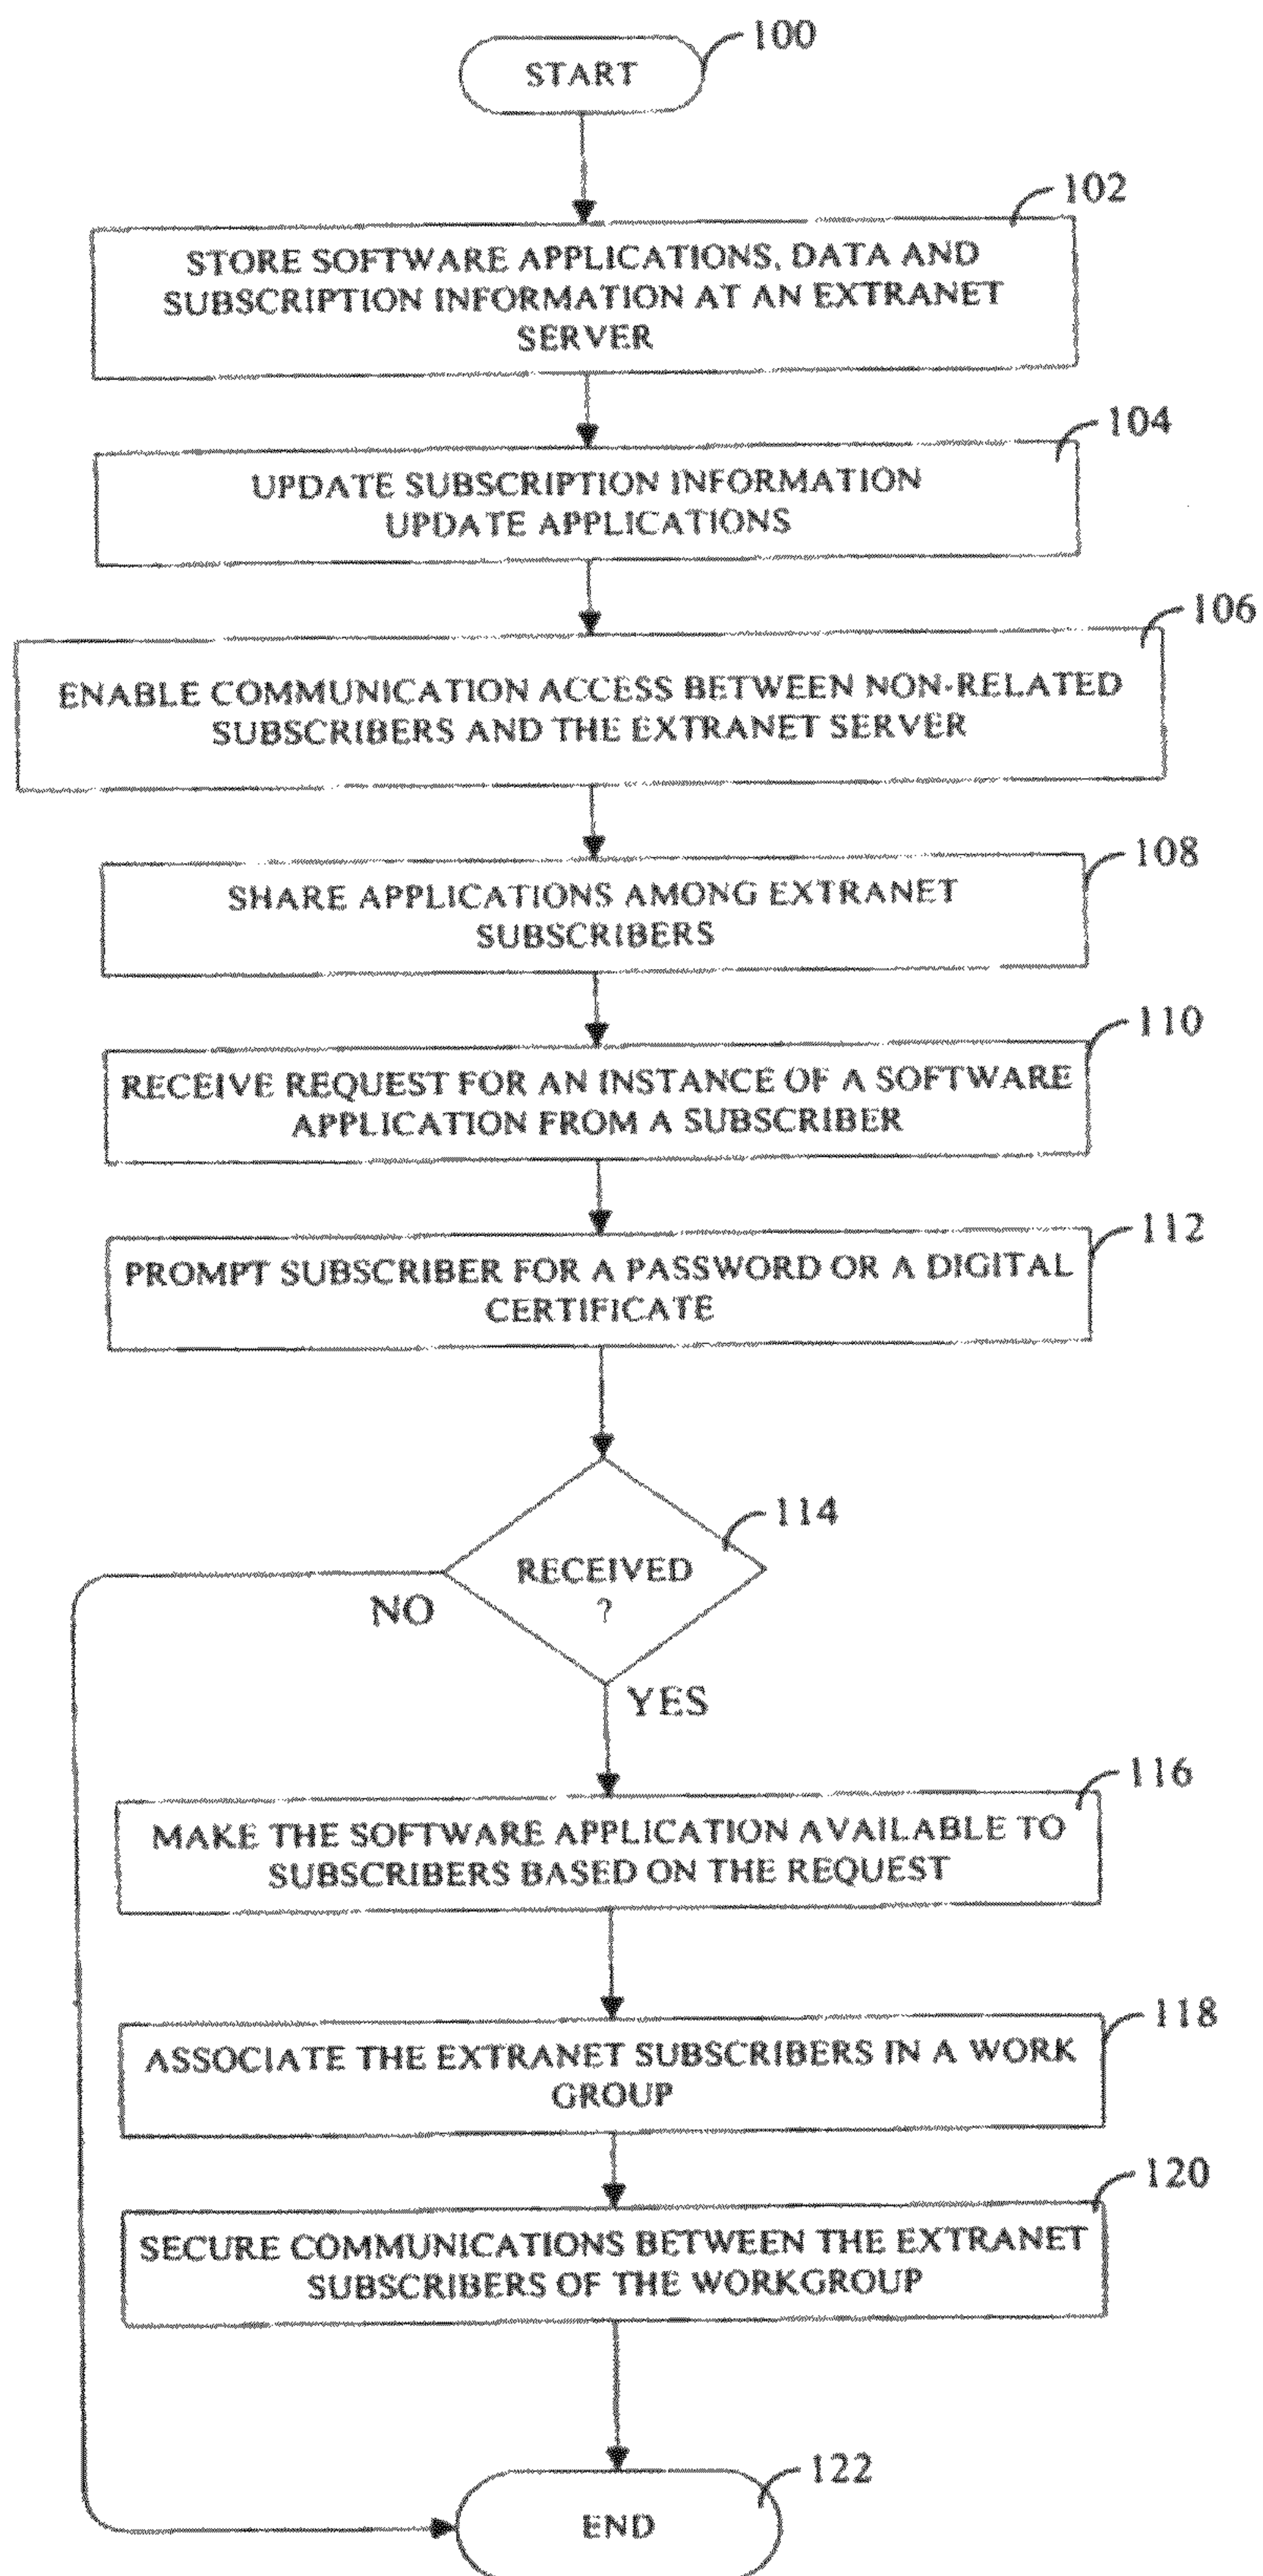 100
START
102
STORE SOFTWARE APPLICATIONS, DATA AND
SUBSCRIPTION INFORMATION AT AN EXTRANET
SERVER
104
UPDATE SUBSCRIPTION INFORMATION
UPDATE APPLICATIONS
106
ENABLE COMMUNICATION ACCESS BETWEEN NON-RELATED
SUBSCRIBERS AND THE EXTRANET SERVER
108
SHARE APPLICATIONS AMONG EXTRANET
SUBSCRIBERS
110
RECEIVE REQUEST FOR AN INSTANCE OF A SOFTWARE
APPLICATION FROM A SUBSCRIBER
112
PROMPT SUBSCRIBER FOR A PASSWORD OR A DIGITAL
CERTIFICATE
114
RECEIVED
?
NO
YES
116
MAKE THE SOFTWARE APPLICATION AVAILABLE TO
SUBSCRIBERS BASED ON THE REQUEST
118
ASSOCIATE THE EXTRANET SUBSCRIBERS IN A WORK
GROUP
120
SECURE COMMUNICATIONS BETWEEN THE EXTRANET
SUBSCRIBERS OF THE WORKGROUP
122
END